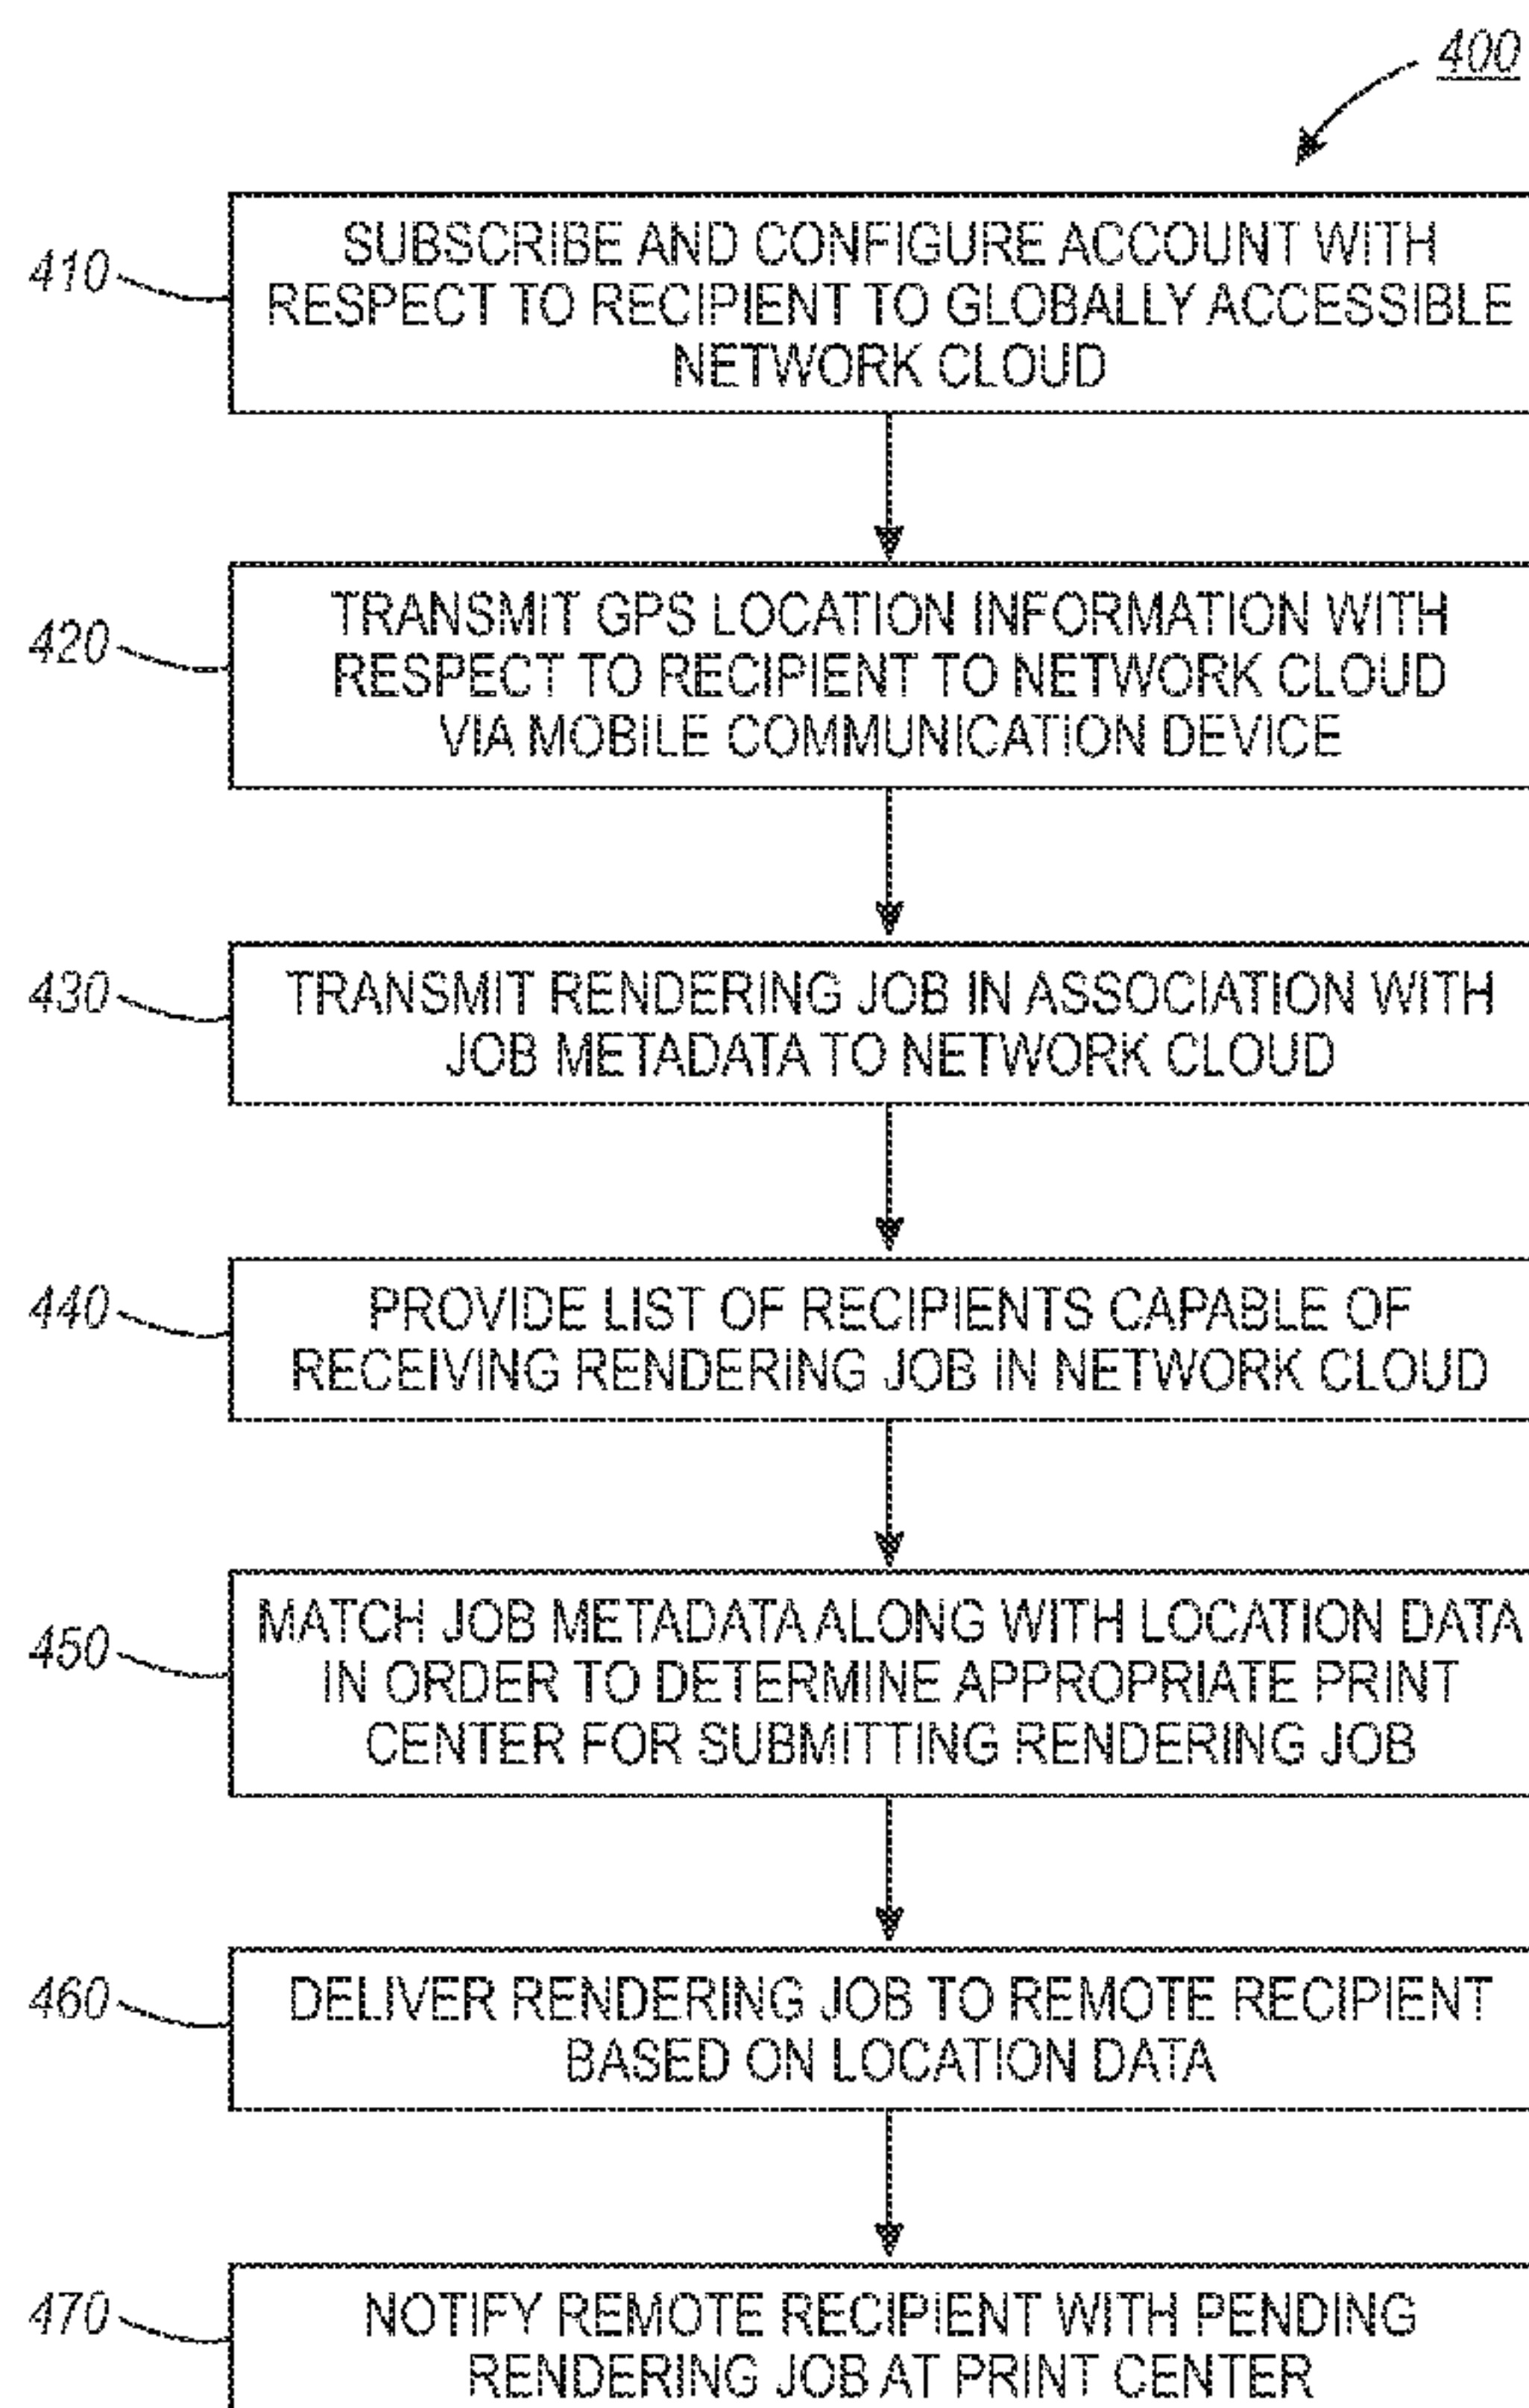 400
410
SUBSCRIBE AND CONFIGURE ACCOUNT WITH
RESPECT TO RECIPIENT TO GLOBALLY ACCESSIBLE
NETWORK CLOUD
420
TRANSMIT GPS LOCATION INFORMATION WITH
RESPECT TO RECIPIENT TO NETWORK CLOUD
VIA MOBILE COMMUNICATION DEVICE
430
TRANSMIT RENDERING JOB IN ASSOCIATION WITH
JOB METADATA TO NETWORK CLOUD
440
PROVIDE LIST OF RECIPIENTS CAPABLE OF
RECEIVING RENDERING JOB IN NETWORK CLOUD
450
MATCH JOB METADATA ALONG WITH LOCATION DATA
IN ORDER TO DETERMINE APPROPRIATE PRINT
CENTER FOR SUBMITTING RENDERING JOB
460
DELIVER RENDERING JOB TO REMOTE RECIPIENT
BASED ON LOCATION DATA
470
NOTIFY REMOTE RECIPIENT WITH PENDING
RENDERING JOB AT PRINT CENTER